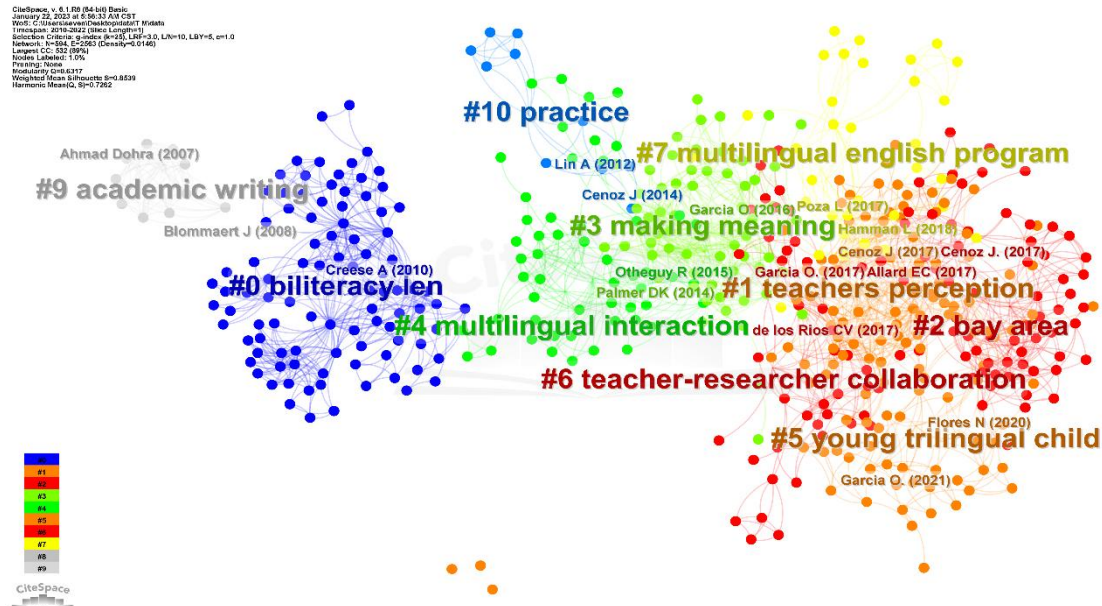 CiteSpace, v. 6.1.R6 (64-bit) Basic
January 22, 2023 at 5:56:33 AM CST
WoS: C:\Users\seven\Desktop\data\T M\data
Timespan: 2010-2022 (Slice Length=1)
Selection Criteria: g-index (k=25), LRF=3.0, L/N=10, LBY=5, e=1.0
Network: N=594, E=2563 (Density=0.0146)
Largest CC: 532 (89%)
Nodes Labeled: 1.0%
Pruning: None
Modularity Q=0.6317
Weighted Mean Silhouette S=0.8539
Harmonic Mean(Q, S)=0.7262
#10 practice
Ahmad Dohra (2007)
Lin A (2012)
#7 multilingual english program
#9 academic writing
Cenoz J (2014)
Garcia O (2016)
Poza L (2017)
Blommaert J (2008)
#3 making meaning
Hamman L (2018)
Cenoz J (2017)
Cenoz J. (2017)
Creese A (2010)
Otheguy R (2015)
Garcia O. (2017)
Allard EC (2017)
#0 biliteracy len
Palmer DK (2014)
#1 teachers perception
#4 multilingual interaction
de los Rios CV (2017)
#2 bay area
#6 teacher-researcher collaboration
Flores N (2020)
#5 young trilingual child
Garcia O. (2021)
#1
#2
#3
#4
#5
#6
#7
#8
#9
CiteSpace